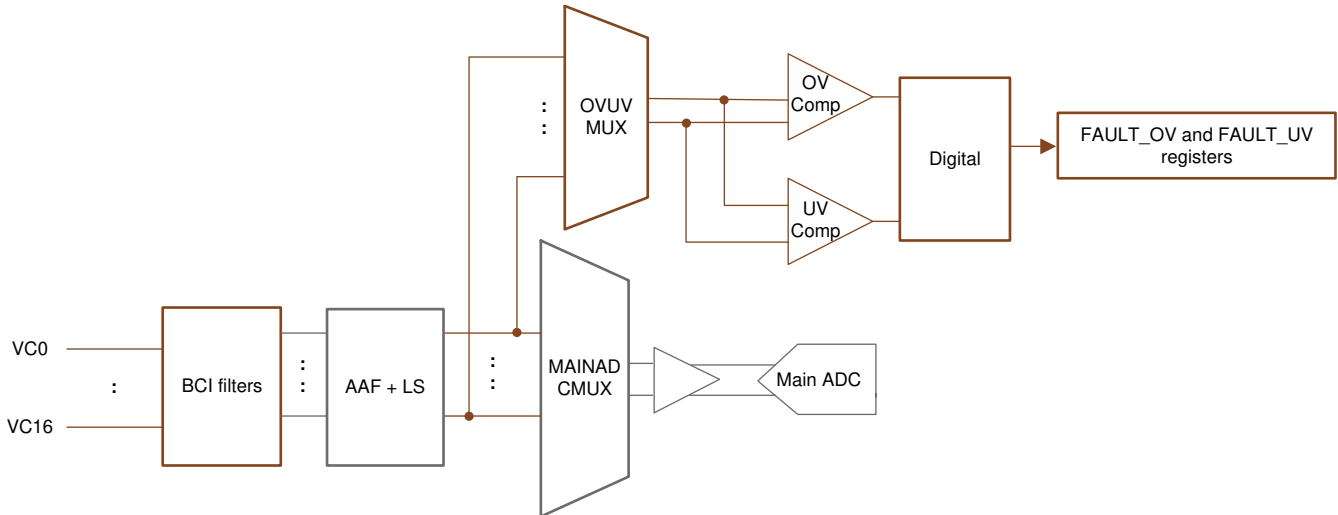 OVUV
MUX
OV
Comp
UV
Comp
Digital
FAULT_OV and FAULT_UV
registers
VC0
:
VC16
BCI filters
:
:
AAF + LS
:
:
:
:
MAINAD
CMUX
Main ADC